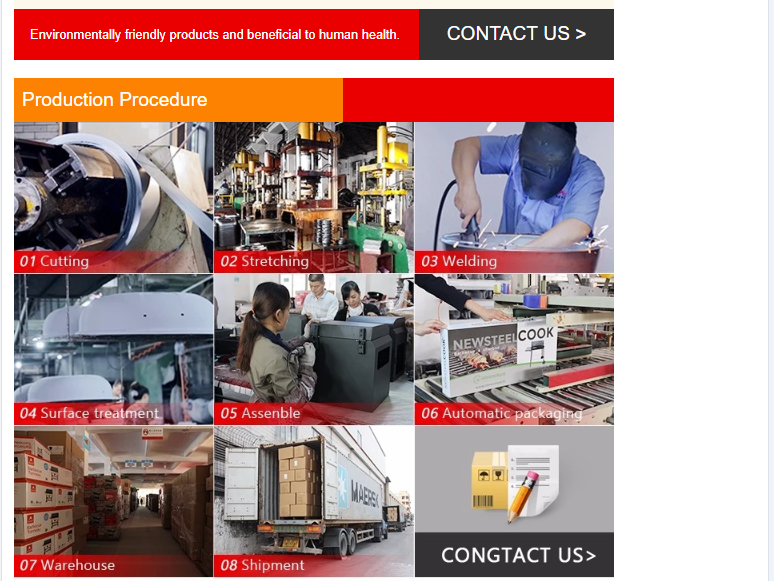 Environmentally friendly products and beneficial to human health.
CONTACT US >
Production Procedure
01 Cutting
02 Stretching
03 Welding
04 Surface treatment
05 Assenble
NEWSTEEL COOK
06 Automatic packaging
MAERSK
07 Warehouse
08 Shipment
CONGTACT US>